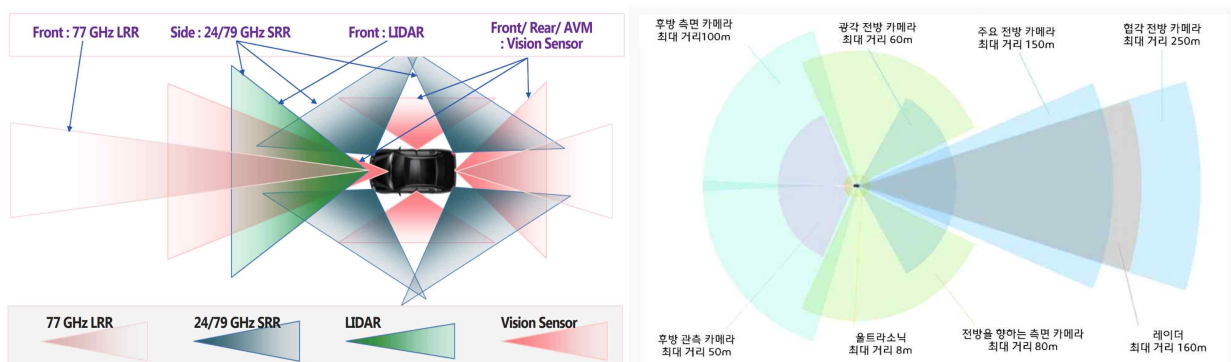 Front : 77 GHz LRR
Side : 24/79 GHz SRR
Front : LIDAR
Front/ Rear/ AVM
: Vision Sensor
77 GHz LRR
24/79 GHz SRR
LIDAR
Vision Sensor
후방 측면 카메라
최대 거리100m
광각 전방 카메라
최대 거리 60m
주요 전방 카메라
최대 거리 150m
협각 전방 카메라
최대 거리 250m
후방 관측 카메라
최대 거리 50m
울트라소닉
최대 거리 8m
전방을 향하는 측면 카메라
최대 거리 80m
레이더
최대 거리 160m